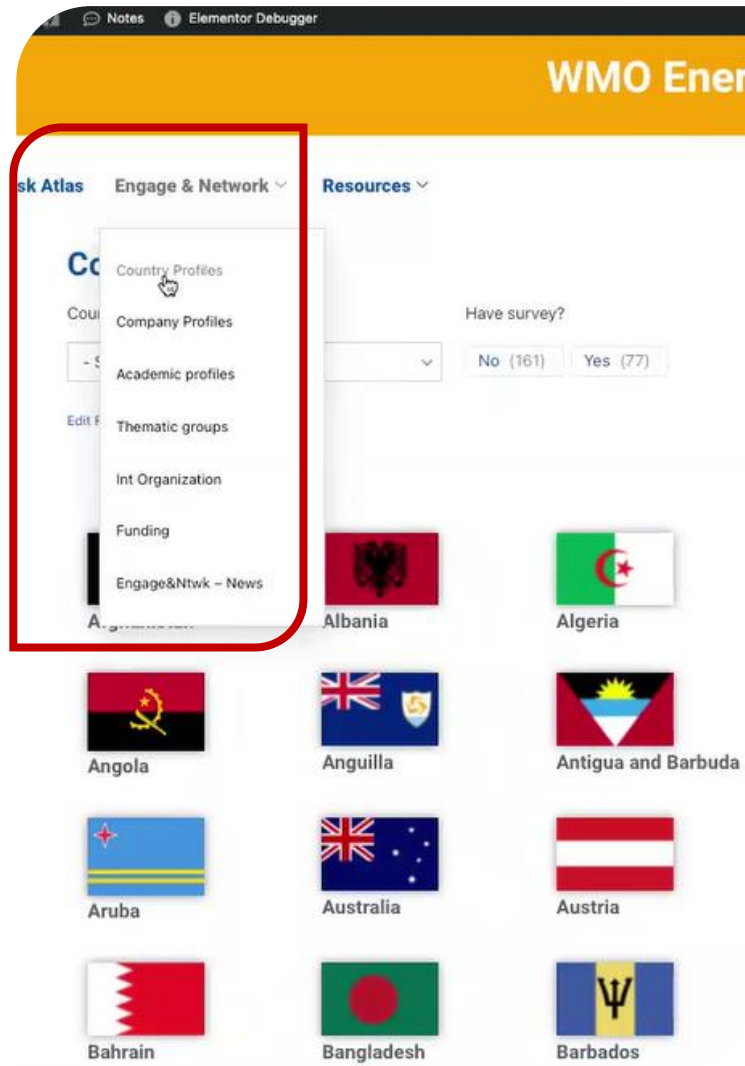 Notes Elementor Debugger
WMO Ener
sk Atlas Engage & Network Resources
Co
Country Profiles
Cou
Have survey?
Company Profiles
- S
No (161) Yes (77)
Academic profiles
Edit F
Thematic groups
Int Organization
Funding
Engage&Ntwk – News
Albania Algeria
Angola Anguilla Antigua and Barbuda
Aruba Australia Austria
Bahrain Bangladesh Barbados